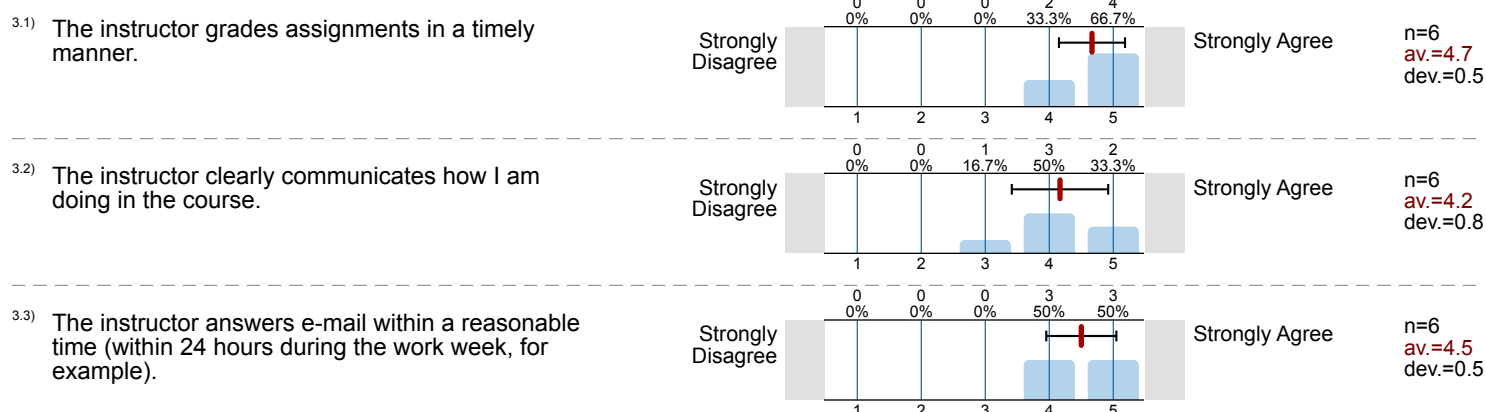 0 0 0 2 4
0% 0% 0% 33.3% 66.7%
3.1) The instructor grades assignments in a timely
manner.
Strongly
Disagree
Strongly Agree
n=6
av.=4.7
dev.=0.5
1 2 3 4 5
0 0 1 3 2
0% 0% 16.7% 50% 33.3%
3.2) The instructor clearly communicates how I am
doing in the course.
Strongly
Disagree
Strongly Agree
n=6
av.=4.2
dev.=0.8
1 2 3 4 5
0 0 0 3 3
0% 0% 0% 50% 50%
3.3) The instructor answers e-mail within a reasonable
time (within 24 hours during the work week, for
example).
Strongly
Disagree
Strongly Agree
n=6
av.=4.5
dev.=0.5
1 2 3 4 5